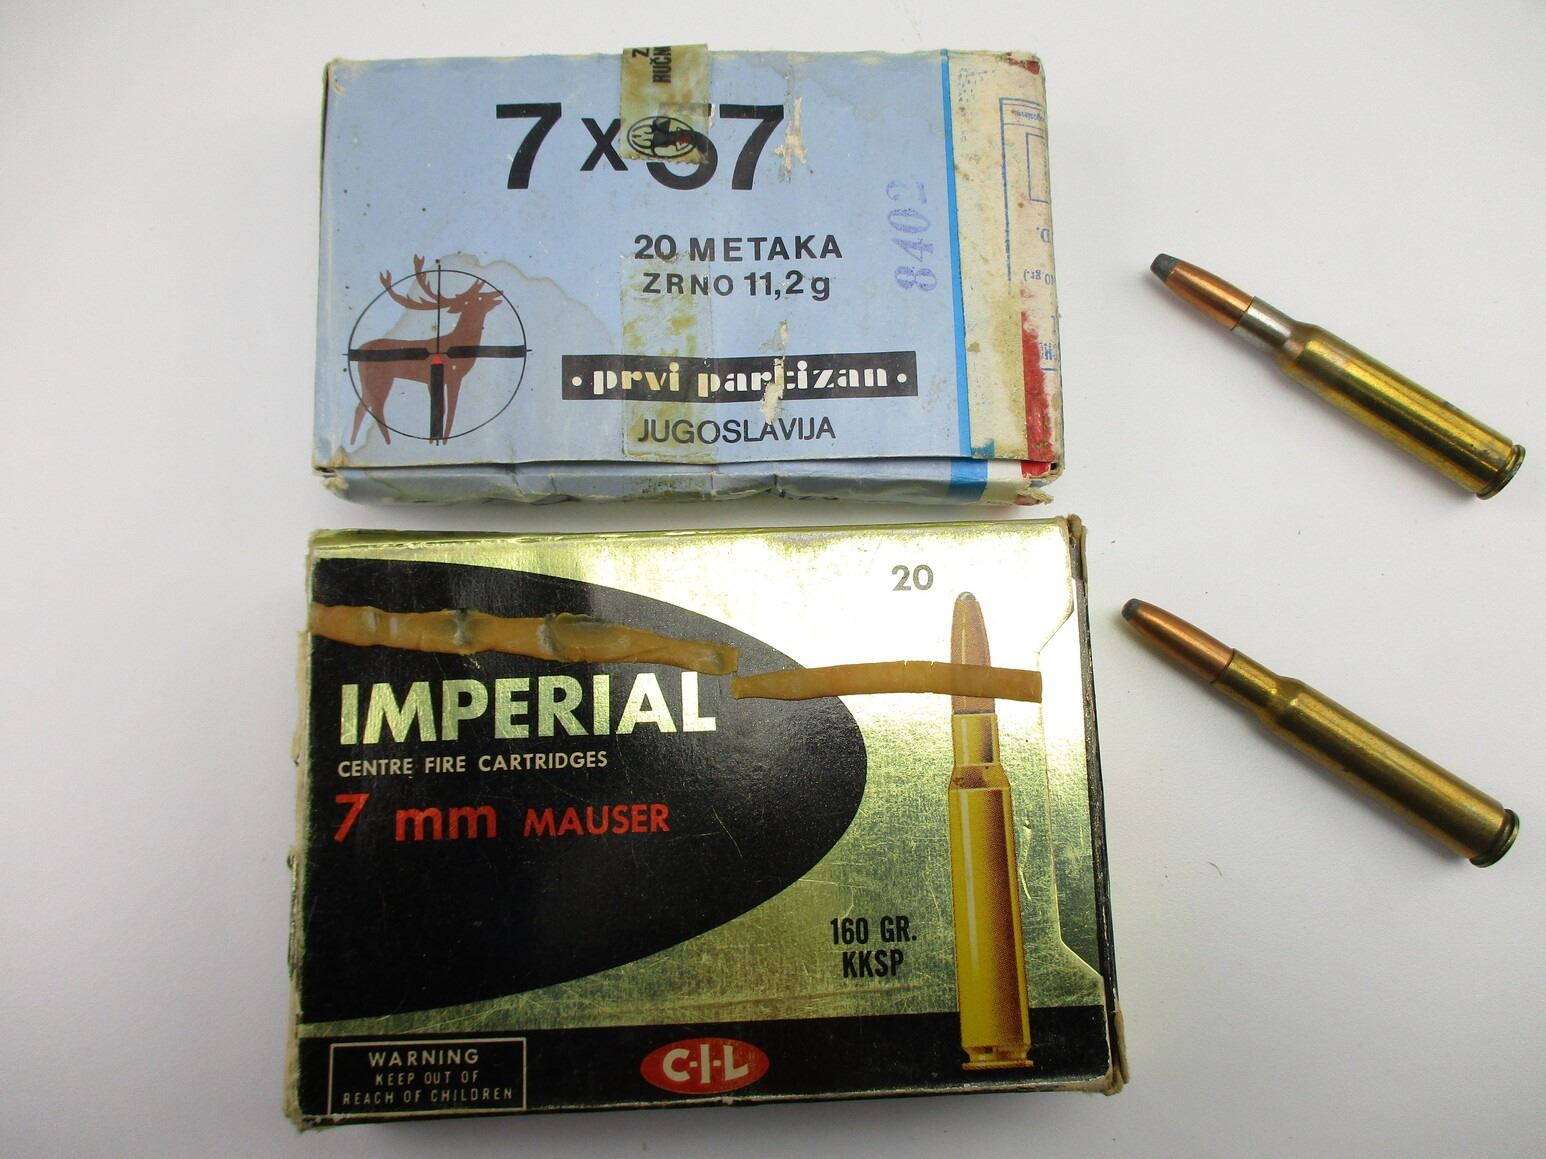 7 x 57
20 METAKA
ZRNO 11,2 g
• prvi partizan •
JUGOSLAVIJA
8402
20
IMPERIAL
CENTRE FIRE CARTRIDGES
7 mm MAUSER
160 GR.
KKSP
WARNING
KEEP OUT OF
REACH OF CHILDREN
C-I-L